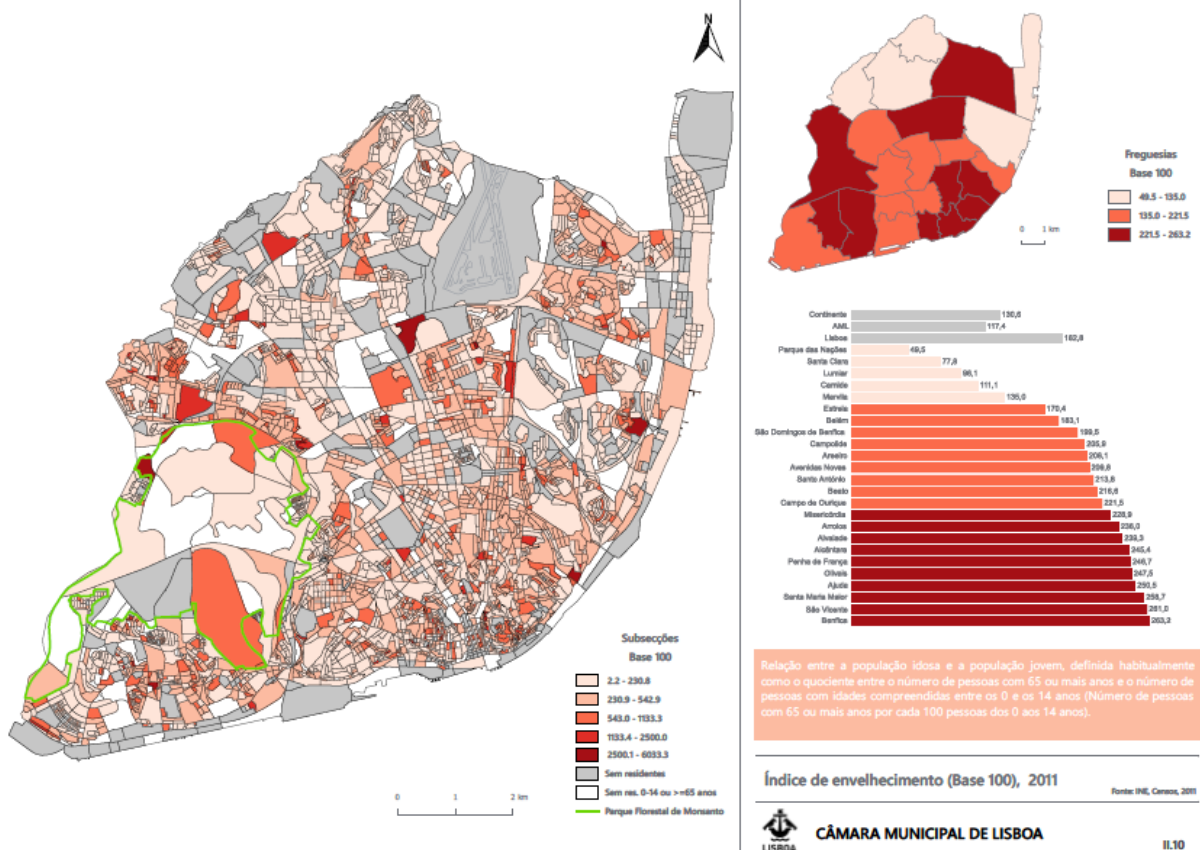 N
Freguesias
Base 100
49.5 - 135.0
135.0 - 221.5
221.5 - 263.2
0 1 km
Continente 130,6
AML 117,4
Lisboa 182,8
Parque das Nações 49,5
Santa Clara 77,8
Lumiar 96,1
Carnide 111,1
Marvila 135,0
Estrela 170,4
Belém 183,1
São Domingos de Benfica 199,5
Campolide 205,9
Areeiro 208,1
Avenidas Novas 209,8
Santo António 213,8
Beato 216,6
Campo de Ourique 221,5
Misericórdia 228,9
Arroios 236,0
Alvalade 239,3
Alcântara 245,4
Penha de França 246,7
Olivais 247,5
Ajuda 250,5
Santa Maria Maior 258,7
São Vicente 261,0
Benfica 263,2
Subsecções
Base 100
2.2 - 230.8
230.9 - 542.9
543.0 - 1133.3
1133.4 - 2500.0
2500.1 - 6033.3
Sem residentes
Sem res. 0-14 ou >=65 anos
Parque Florestal de Monsanto
0 1 2 km
Relação entre a população idosa e a população jovem, definida habitualmente
como o quociente entre o número de pessoas com 65 ou mais anos e o número de
pessoas com idades compreendidas entre os 0 e os 14 anos (Número de pessoas
com 65 ou mais anos por cada 100 pessoas dos 0 aos 14 anos).
Índice de envelhecimento (Base 100), 2011
Fonte: INE, Censos, 2011
LISBOA
CÂMARA MUNICIPAL DE LISBOA
II.10